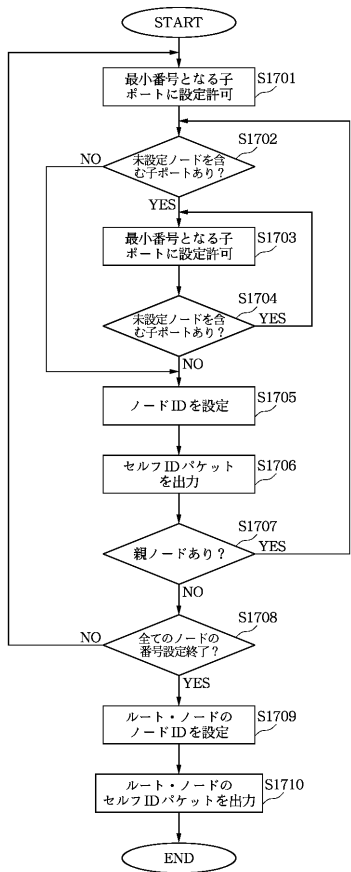 START
最小番号となる子
ポートに設定許可
S1701
S1702
未設定ノードを含
む子ポートあり？
NO
YES
最小番号となる子
ポートに設定許可
S1703
S1704
未設定ノードを含
む子ポートあり？
YES
NO
ノードIDを設定
S1705
セルフIDパケット
を出力
S1706
S1707
親ノードあり？
YES
NO
S1708
全てのノードの
番号設定終了？
NO
YES
ルート・ノードの
ノードIDを設定
S1709
ルート・ノードの
セルフIDパケットを出力
S1710
END